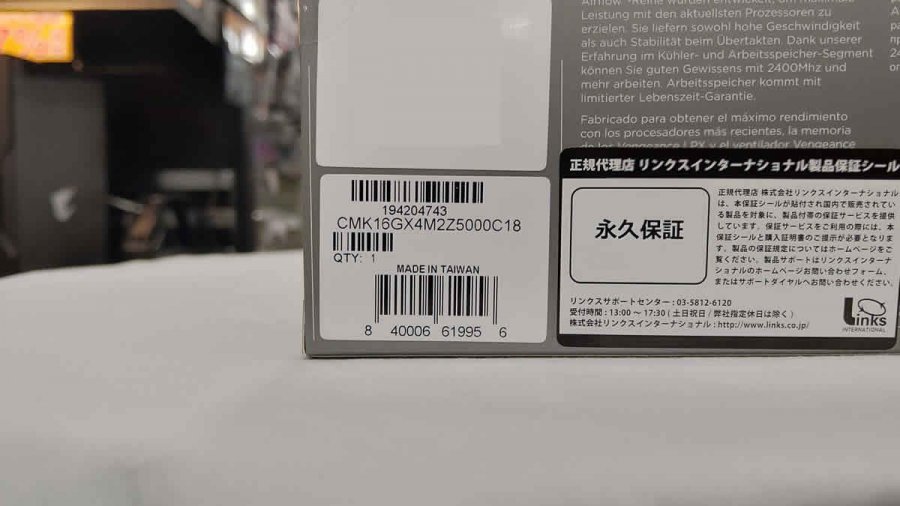 Airflow™-Reihe wurden entwickelt, um maximale
Leistung mit den aktuellsten Prozessoren zu
erzielen. Sie liefern sowohl hohe Geschwindigkeit
als auch Stabilität beim Übertakten. Dank unserer
Erfahrung im Kühler- und Arbeitsspeicher-Segment
können Sie guten Gewissens mit 2400Mhz und
mehr arbeiten. Arbeitsspeicher kommt mit
limitierter Lebenszeit-Garantie.
Fabricado para obtener el máximo rendimiento
con los procesadores más recientes, la memoria
de los Vengeance LPX y el ventilador Vengeance
194204743
CMK16GX4M2Z5000C18
QTY: 1
MADE IN TAIWAN
8 40006 61995 6
正規代理店 リンクスインターナショナル製品保証シール
永久保証
正規代理店 株式会社リンクスインターナショナル
は、本保証シールが貼付され国内で販売されてい
る製品を対象に、製品付帯の保証サービスを提供
しています。保証サービスをご利用の際には、本
保証シールと購入証明書のご提示が必要となりま
す。製品の保証規定についてはホームページをご
覧ください。製品サポートはリンクスインターナ
ショナルのホームページお問い合わせフォーム、
またはサポートダイヤルへお問い合わせください。
リンクスサポートセンター : 03-5812-6120
受付時間 : 13:00 〜 17:30 ( 土日祝日 / 弊社指定休日は除く )
株式会社リンクスインターナショナル : http://www.links.co.jp/
Links
INTERNATIONAL